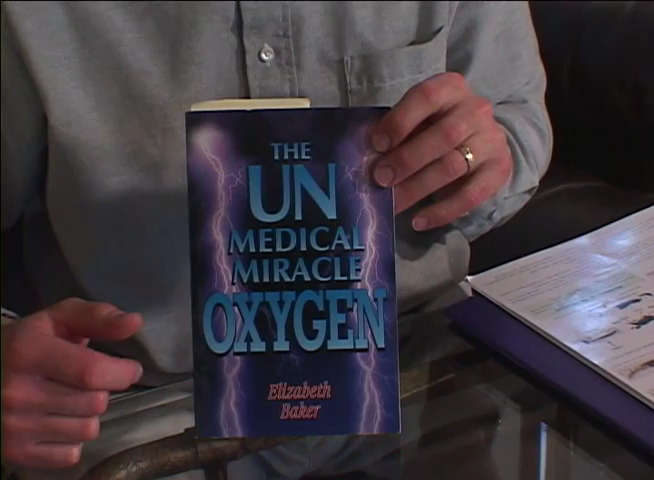 THE
UN
MEDICAL
MIRACLE
OXYGEN
Elizabeth
Baker